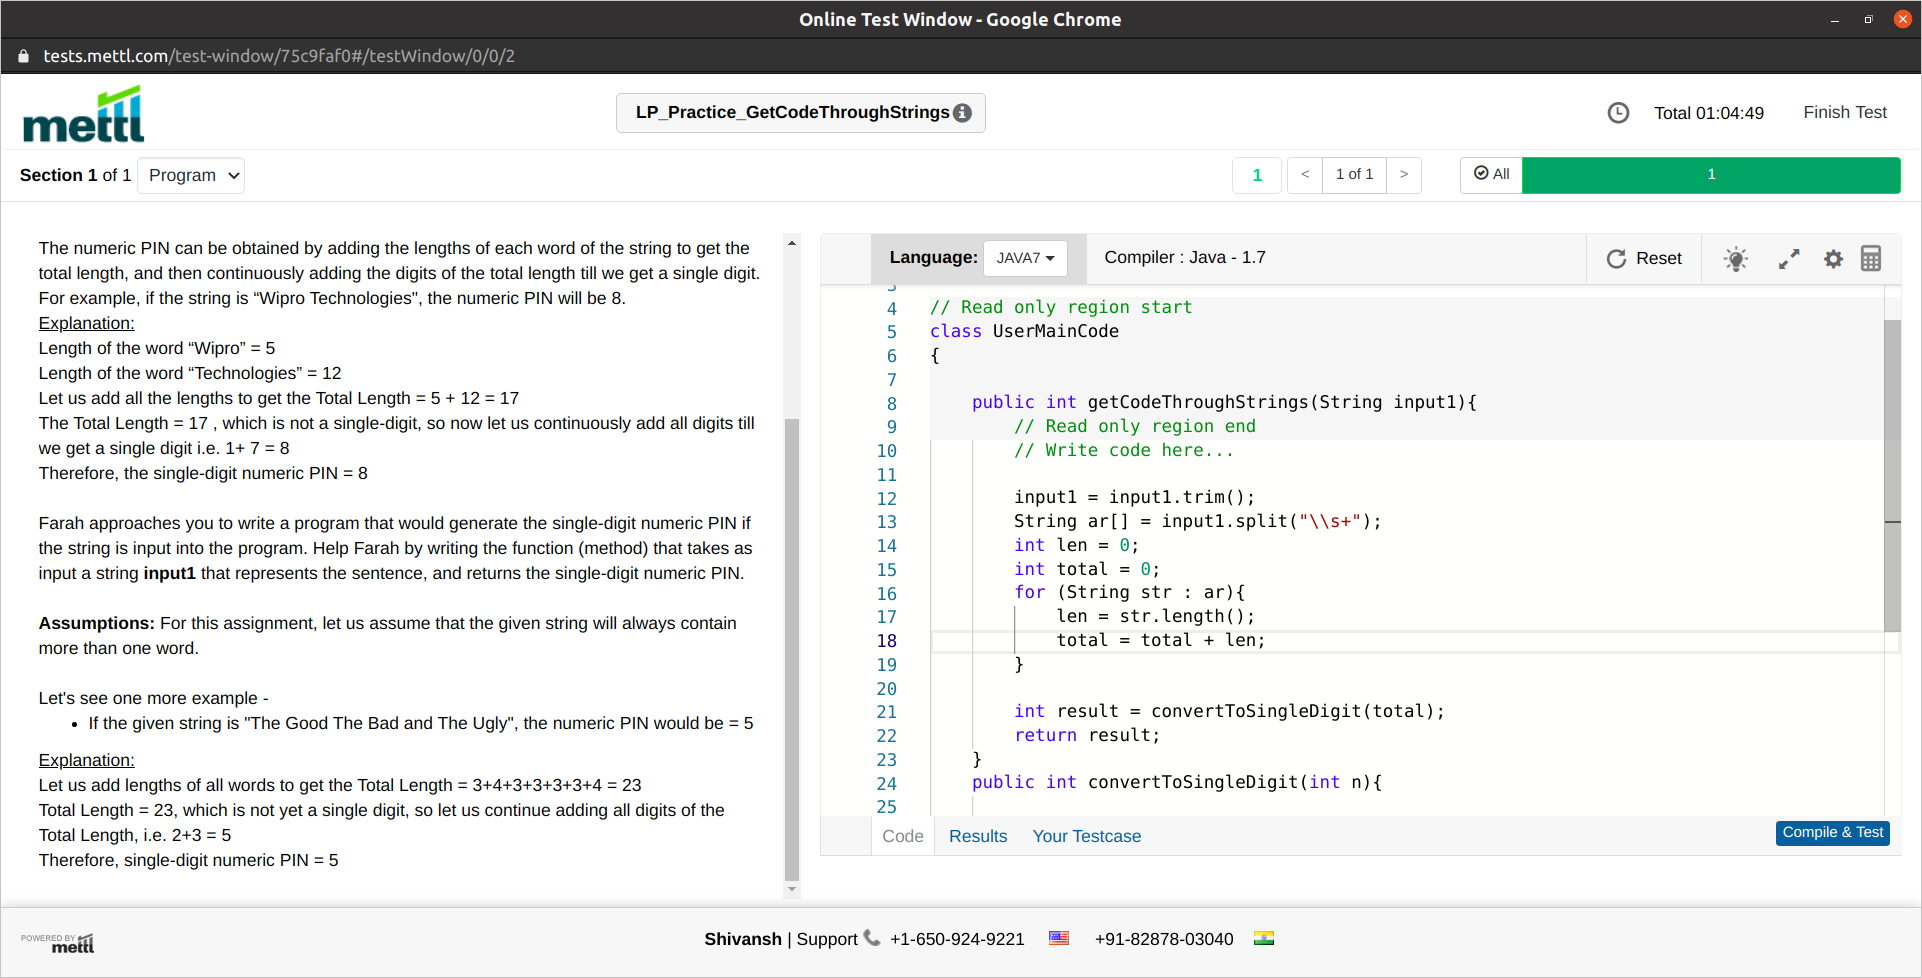 Online Test Window - Google Chrome
tests.mettl.com/test-window/75c9faf0#/testWindow/0/0/2
mettl
LP_Practice_GetCodeThroughStrings
Total 01:04:49
Finish Test
Section 1 of 1 Program
1 < 1 of 1 > All 1
The numeric PIN can be obtained by adding the lengths of each word of the string to get the
total length, and then continuously adding the digits of the total length till we get a single digit.
For example, if the string is “Wipro Technologies", the numeric PIN will be 8.
Explanation:
Length of the word “Wipro” = 5
Length of the word “Technologies” = 12
Let us add all the lengths to get the Total Length = 5 + 12 = 17
The Total Length = 17 , which is not a single-digit, so now let us continuously add all digits till
we get a single digit i.e. 1+ 7 = 8
Therefore, the single-digit numeric PIN = 8
Farah approaches you to write a program that would generate the single-digit numeric PIN if
the string is input into the program. Help Farah by writing the function (method) that takes as
input a string input1 that represents the sentence, and returns the single-digit numeric PIN.
Assumptions: For this assignment, let us assume that the given string will always contain
more than one word.
Let's see one more example -
• If the given string is "The Good The Bad and The Ugly", the numeric PIN would be = 5
Explanation:
Let us add lengths of all words to get the Total Length = 3+4+3+3+3+3+4 = 23
Total Length = 23, which is not yet a single digit, so let us continue adding all digits of the
Total Length, i.e. 2+3 = 5
Therefore, single-digit numeric PIN = 5
Language: JAVA7 Compiler : Java - 1.7 Reset
3
4 // Read only region start
5 class UserMainCode
6 {
7
8 public int getCodeThroughStrings(String input1){
9 // Read only region end
10 // Write code here...
11
12 input1 = input1.trim();
13 String ar[] = input1.split("\\s+");
14 int len = 0;
15 int total = 0;
16 for (String str : ar){
17 len = str.length();
18 total = total + len;
19 }
20
21 int result = convertToSingleDigit(total);
22 return result;
23 }
24 public int convertToSingleDigit(int n){
25
Code Results Your Testcase Compile & Test
POWERED BY
mettl
Shivansh | Support +1-650-924-9221 +91-82878-03040